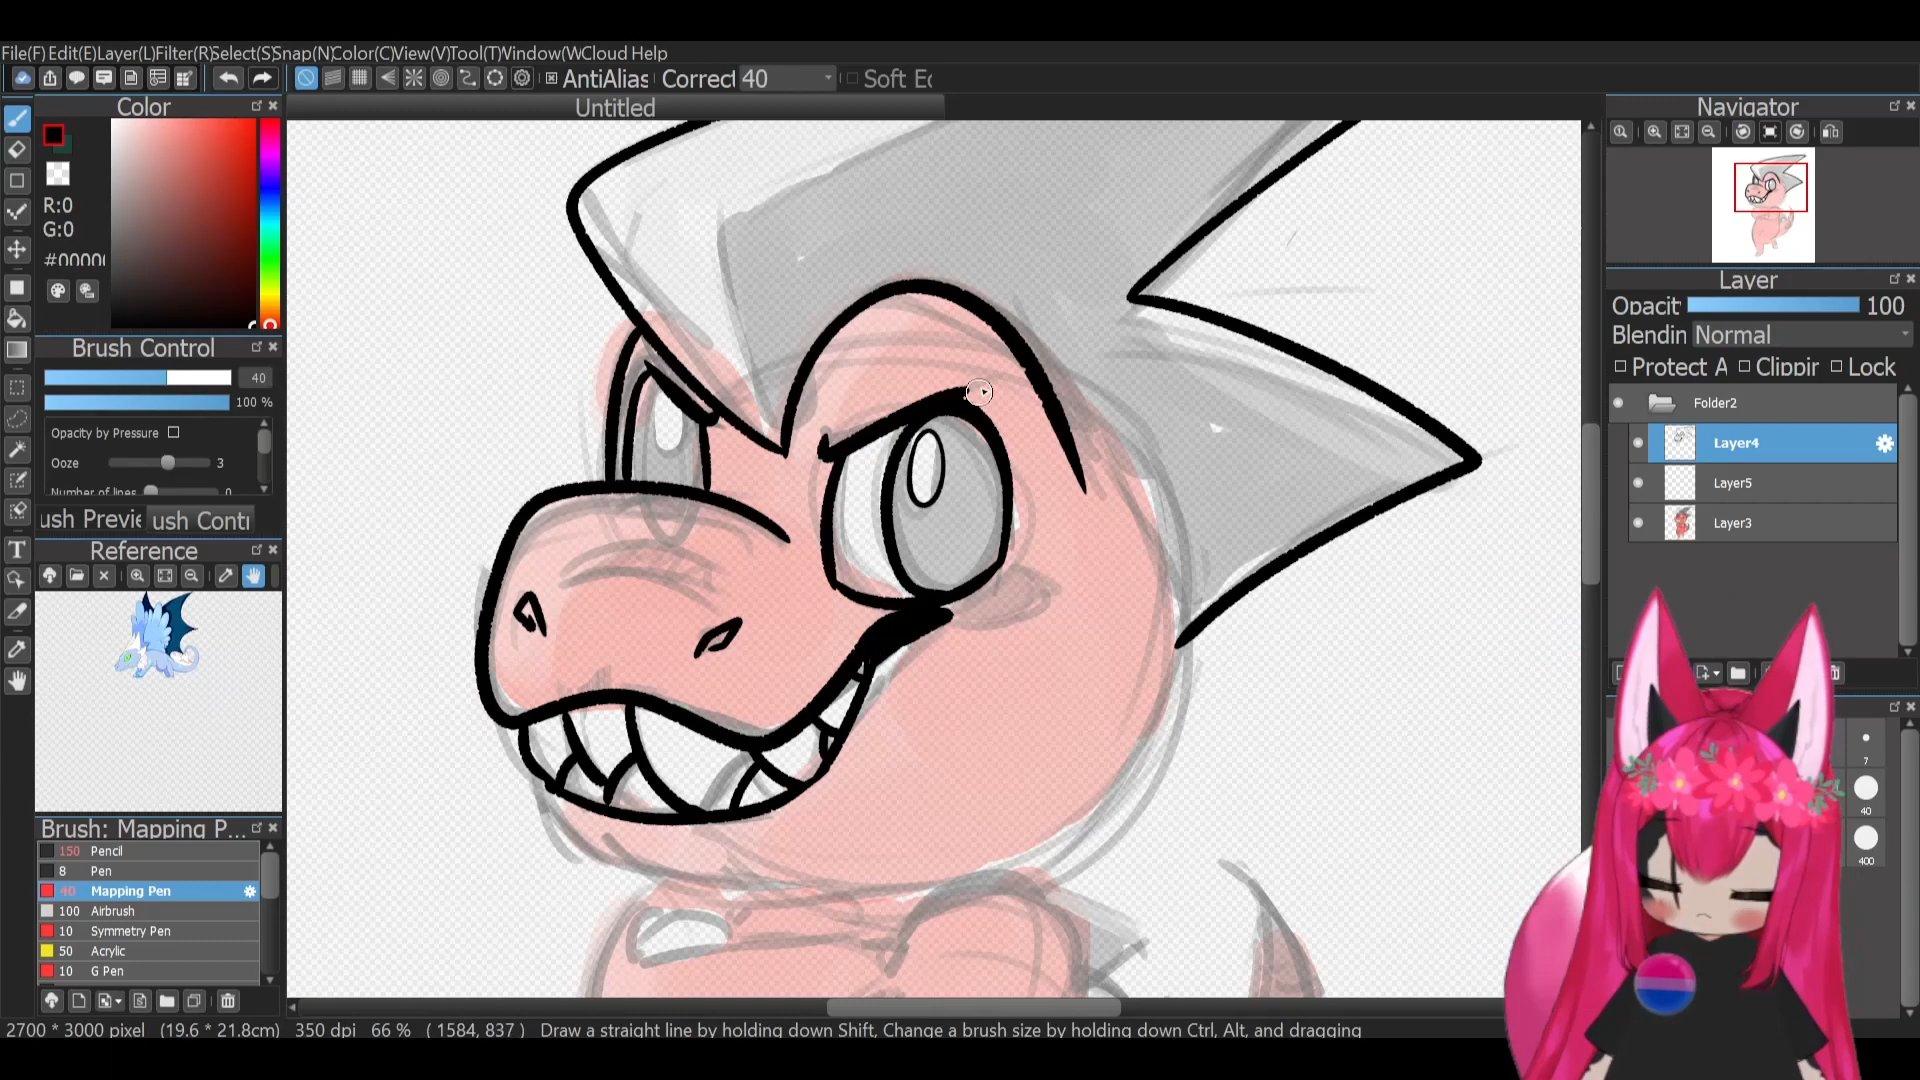 File(F) Edit(E)Layer(L)Filter(R)Select(S)Snap(N)Color(C)View(V)Tool(T)Window(WCloud Help
AntiAlias Correct 40 Soft Ec
Color
Untitled
Navigator
R:0
G:0
#00000
Layer
Opacit 100
Blendin Normal
Protect A Clippir Lock
Folder2
Layer4
Layer5
Layer3
Brush Control
40
100 %
Opacity by Pressure
Ooze 3
Number of lines 0
ush Previe ush Conti
Reference
Brush: Mapping P...
150 Pencil
8 Pen
40 Mapping Pen
100 Airbrush
10 Symmetry Pen
50 Acrylic
10 G Pen
7
40
400
2700 * 3000 pixel (19.6 * 21.8cm) 350 dpi 66 % ( 1584, 837 ) Draw a straight line by holding down Shift, Change a brush size by holding down Ctrl, Alt, and dragging